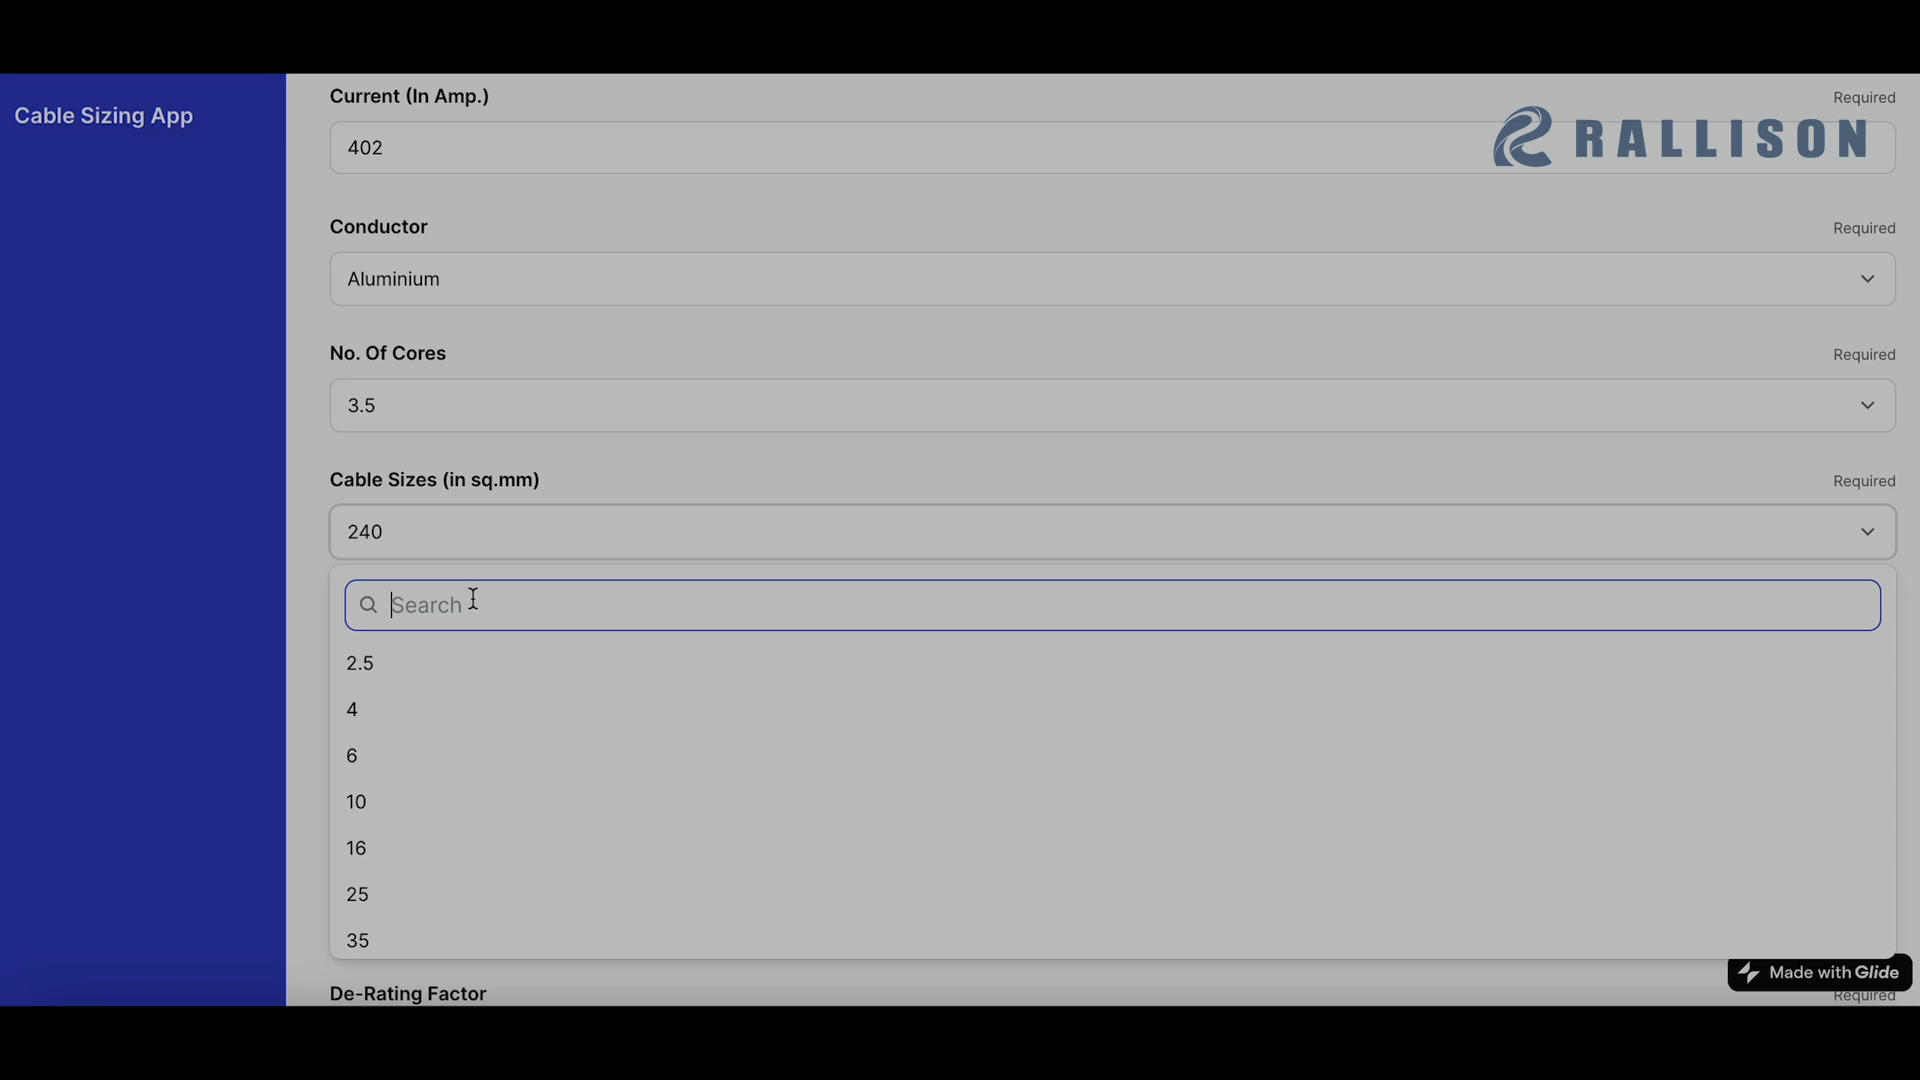 Cable Sizing App
Current (In Amp.)
Required
402
RALLISON
Conductor
Required
Aluminium
No. Of Cores
Required
3.5
Cable Sizes (in sq.mm)
Required
240
Search
2.5
4
6
10
16
25
35
Made with Glide
De-Rating Factor
Required